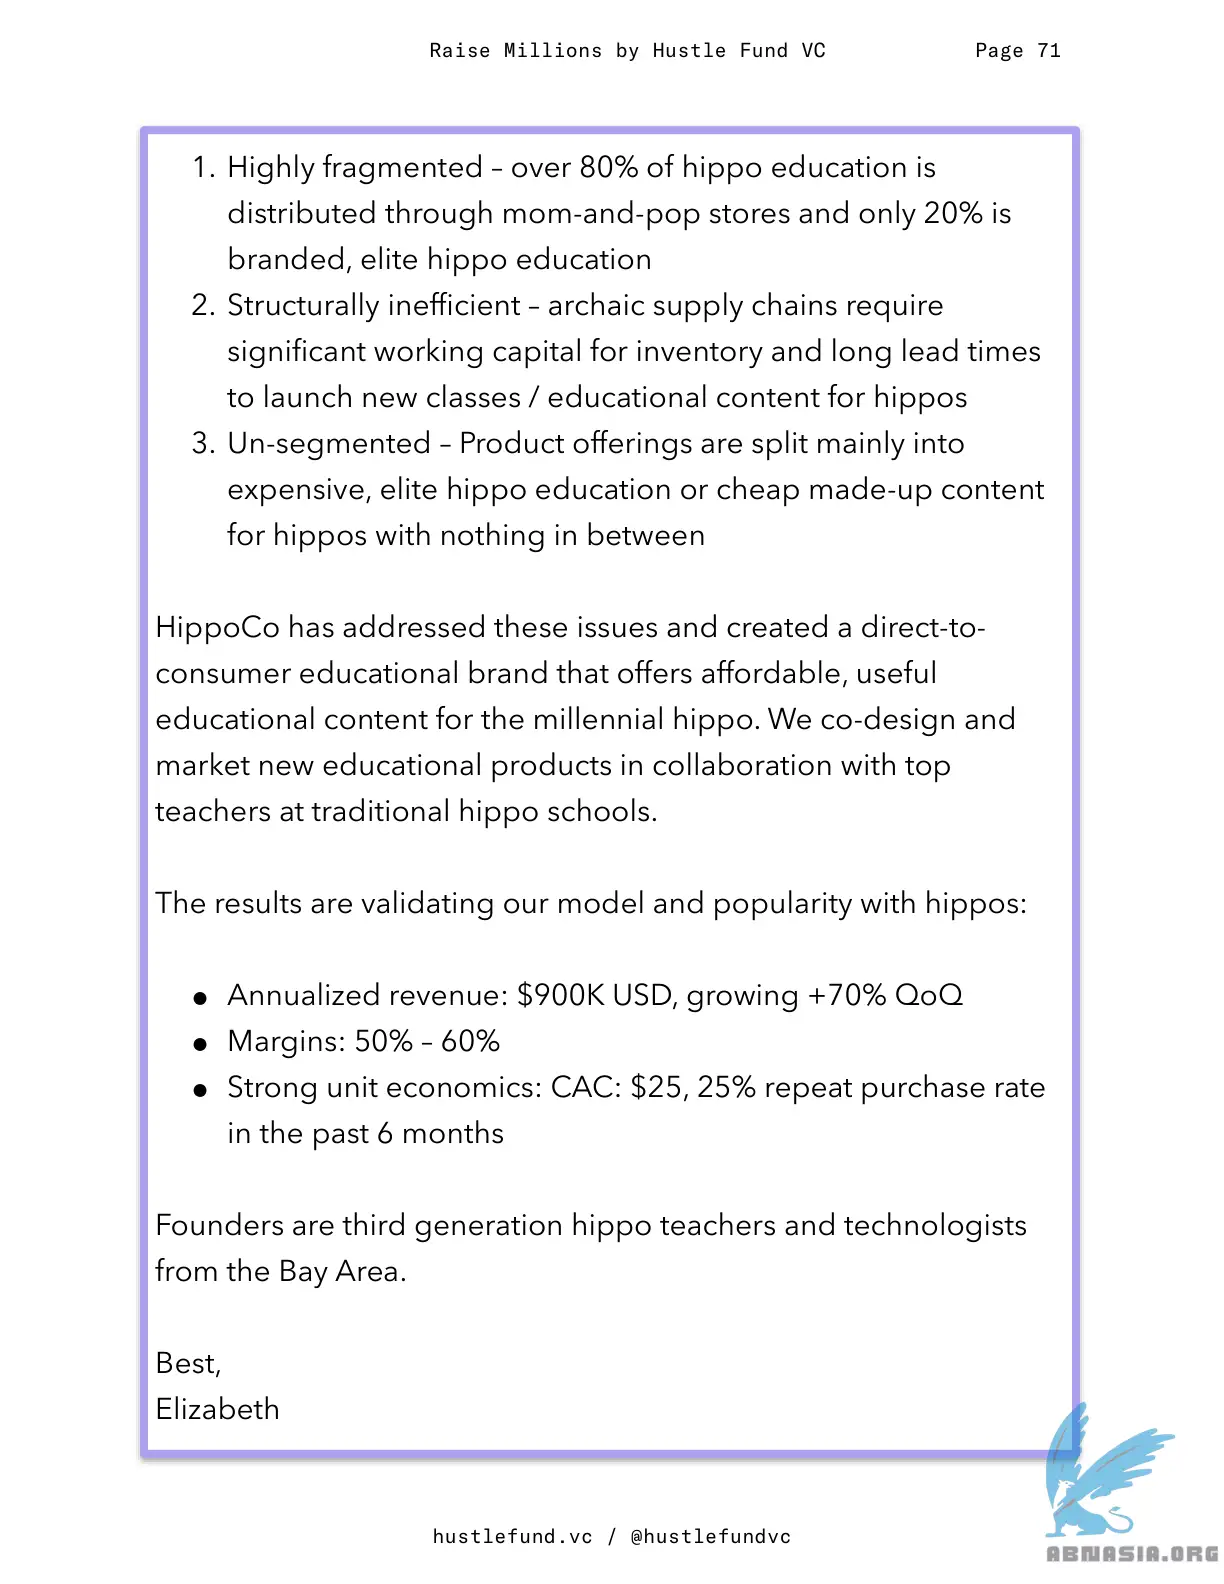 Raise Millions by Hustle Fund VC Page 71
1. Highly fragmented – over 80% of hippo education is
distributed through mom-and-pop stores and only 20% is
branded, elite hippo education
2. Structurally inefficient – archaic supply chains require
significant working capital for inventory and long lead times
to launch new classes / educational content for hippos
3. Un-segmented – Product offerings are split mainly into
expensive, elite hippo education or cheap made-up content
for hippos with nothing in between
HippoCo has addressed these issues and created a direct-to-
consumer educational brand that offers affordable, useful
educational content for the millennial hippo. We co-design and
market new educational products in collaboration with top
teachers at traditional hippo schools.
The results are validating our model and popularity with hippos:
● Annualized revenue: $900K USD, growing +70% QoQ
● Margins: 50% – 60%
● Strong unit economics: CAC: $25, 25% repeat purchase rate
in the past 6 months
Founders are third generation hippo teachers and technologists
from the Bay Area.
Best,
Elizabeth
hustlefund.vc / @hustlefundvc
ABNASIA.ORG